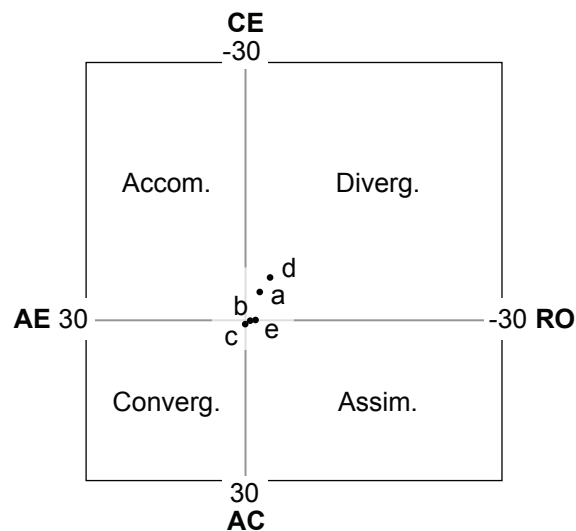 CE
-30
Accom. Diverg.
d
a
b
AE 30 -30 RO
c e
Converg. Assim.
30
AC